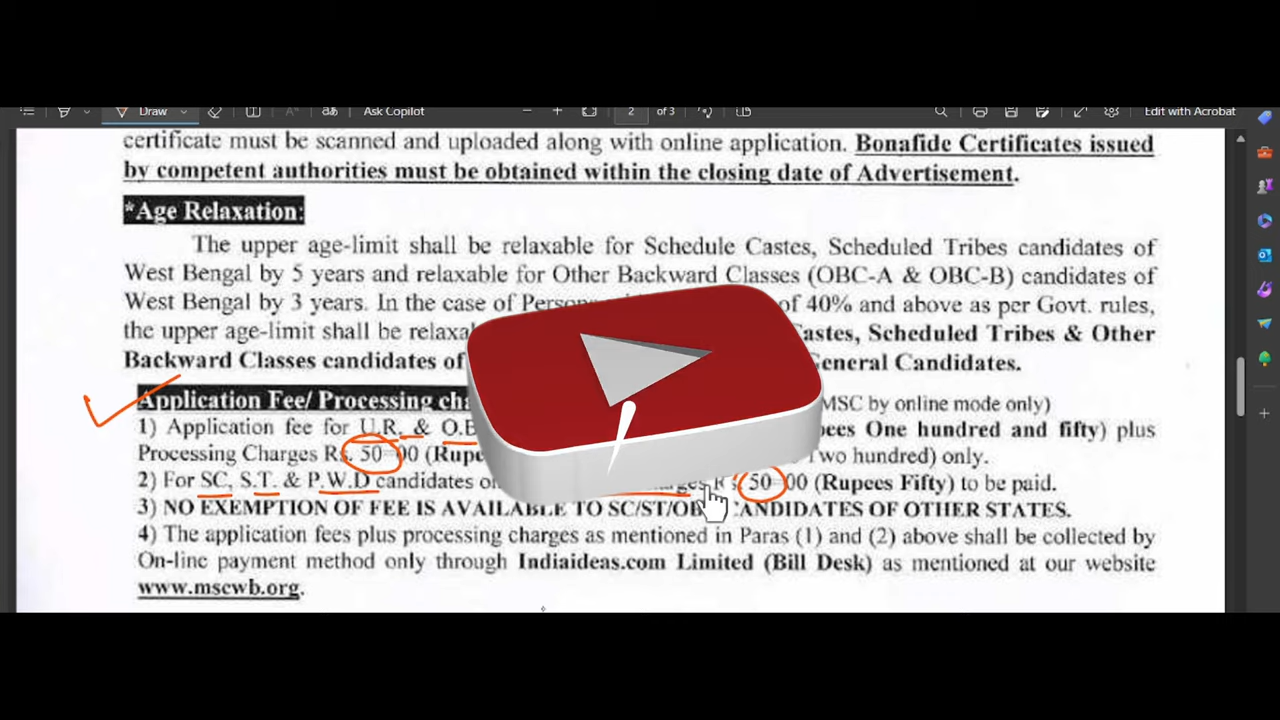 Draw
Ask Copilot
2 of 3
Edit with Acrobat
certificate must be scanned and uploaded along with online application. Bonafide Certificates issued
by competent authorities must be obtained within the closing date of Advertisement.
*Age Relaxation:
The upper age-limit shall be relaxable for Schedule Castes, Scheduled Tribes candidates of
West Bengal by 5 years and relaxable for Other Backward Classes (OBC-A & OBC-B) candidates of
West Bengal by 3 years. In the case of of 40% and above as per Govt. rules,
the upper age-limit shall be Castes, Scheduled Tribes & Other
Backward Classes candidates of General Candidates.
Application Fee/ Processing MSC by online mode only)
1) Application fee for U.R. & One hundred and fifty) plus
Processing Charges Rs. 50 00 Two hundred) only.
2) For SC, S.T. & P.W.D candidates 50 00 (Rupees Fifty) to be paid.
3) NO EXEMPTION OF FEE IS AVAILABLE TO CANDIDATES OF OTHER STATES.
4) The application fees plus processing charges as mentioned in Paras (1) and (2) above shall be collected by
On-line payment method only through Indiaideas.com Limited (Bill Desk) as mentioned at our website
www.mscwb.org.